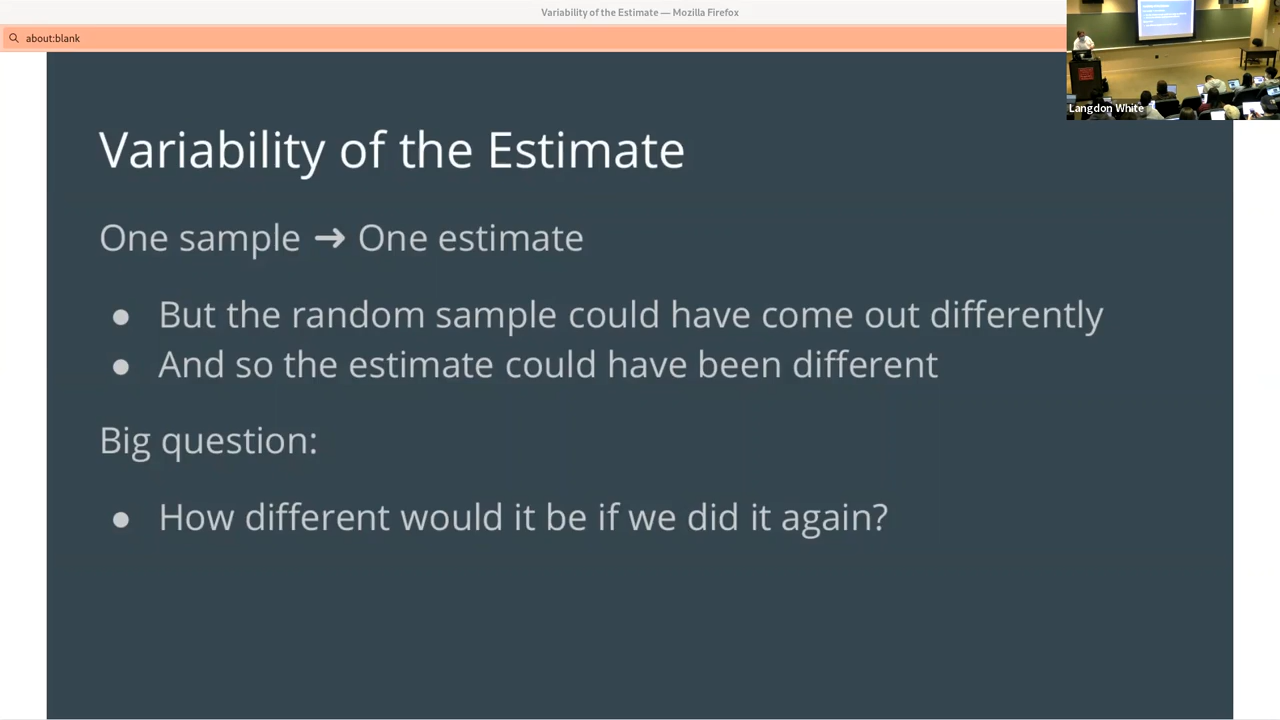 Variability of the Estimate — Mozilla Firefox
about:blank
Langdon White
Variability of the Estimate
One sample ➜ One estimate
● But the random sample could have come out differently
● And so the estimate could have been different
Big question:
● How different would it be if we did it again?